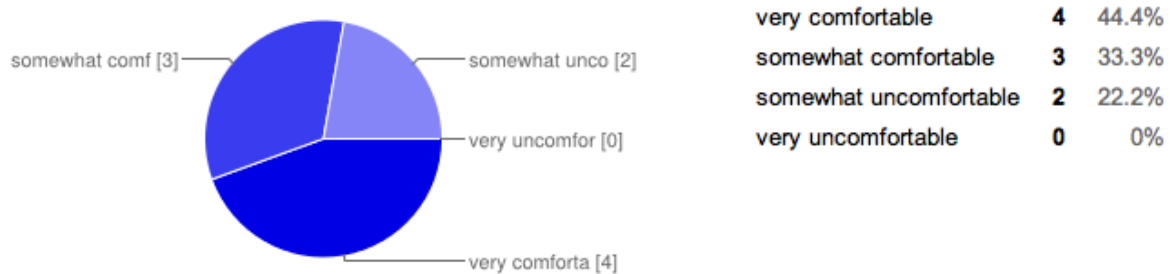 somewhat comf [3]
somewhat unco [2]
very uncomfor [0]
very comforta [4]
very comfortable 4 44.4%
somewhat comfortable 3 33.3%
somewhat uncomfortable 2 22.2%
very uncomfortable 0 0%